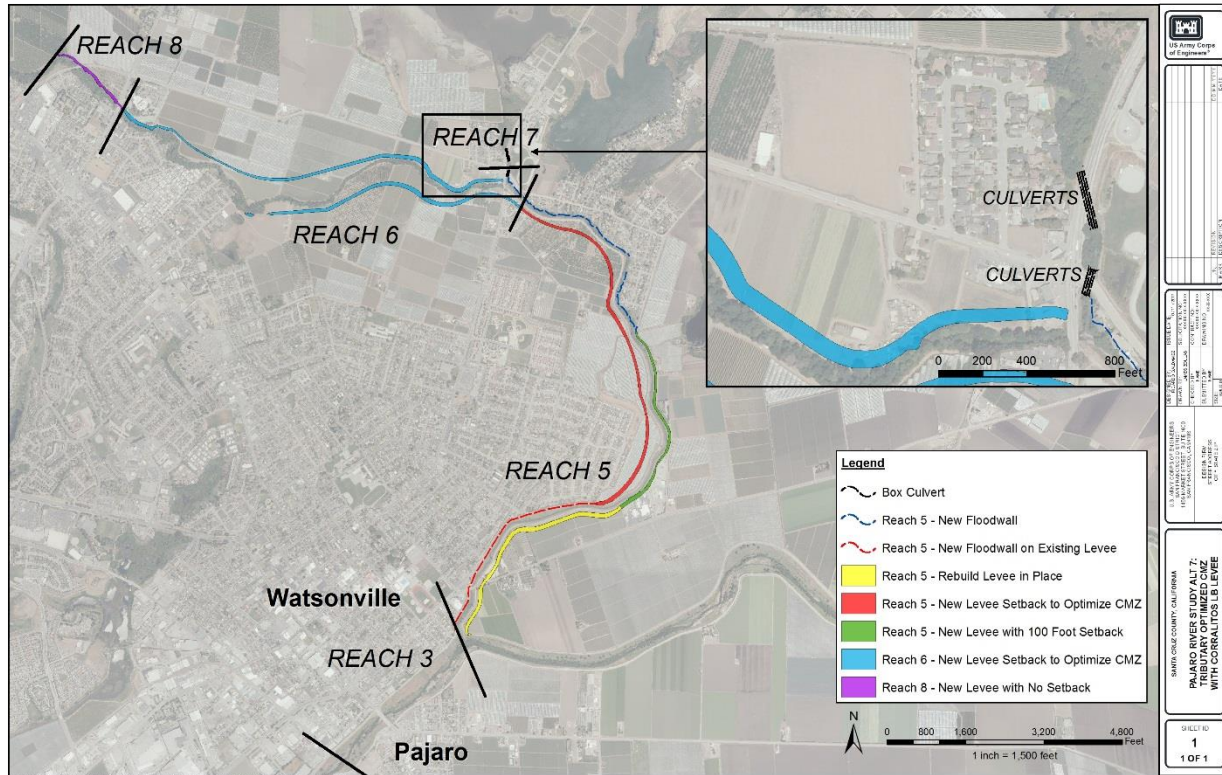 REACH 8
REACH 7
REACH 6
REACH 5
Watsonville
REACH 3
Pajaro
CULVERTS
CULVERTS
0 200 400 800
Feet
Legend
Box Culvert
Reach 5 - New Floodwall
Reach 5 - New Floodwall on Existing Levee
Reach 5 - Rebuild Levee in Place
Reach 5 - New Levee Setback to Optimize CMZ
Reach 5 - New Levee with 100 Foot Setback
Reach 6 - New Levee Setback to Optimize CMZ
Reach 8 - New Levee with No Setback
N
0 800 1,600 3,200 4,800
Feet
1 inch = 1,500 feet
US Army Corps
of Engineers®
SANTA CRUZ COUNTY, CALIFORNIA
PAJARO RIVER STUDY ALT 7:
TRIBUTARY OPTIMIZED CMZ
WITH CORRALITOS LB LEVEE
SHEET ID
1
1 OF 1